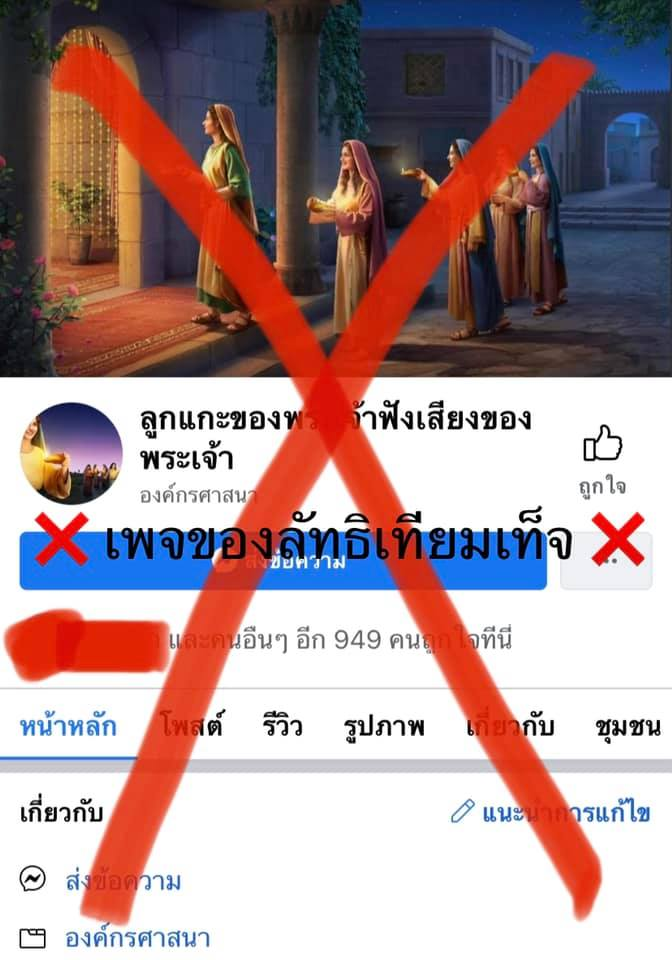 ลูกแกะของพระเจ้าฟังเสียงของ
พระเจ้า
องค์กรศาสนา
ถูกใจ
❌ เพจของลัทธิเทียมเท็จ ❌
ส่งข้อความ
และคนอื่นๆ อีก 949 คนถูกใจที่นี่
หน้าหลัก โพสต์ รีวิว รูปภาพ เกี่ยวกับ ชุมชน
เกี่ยวกับ แนะนำการแก้ไข
ส่งข้อความ
องค์กรศาสนา